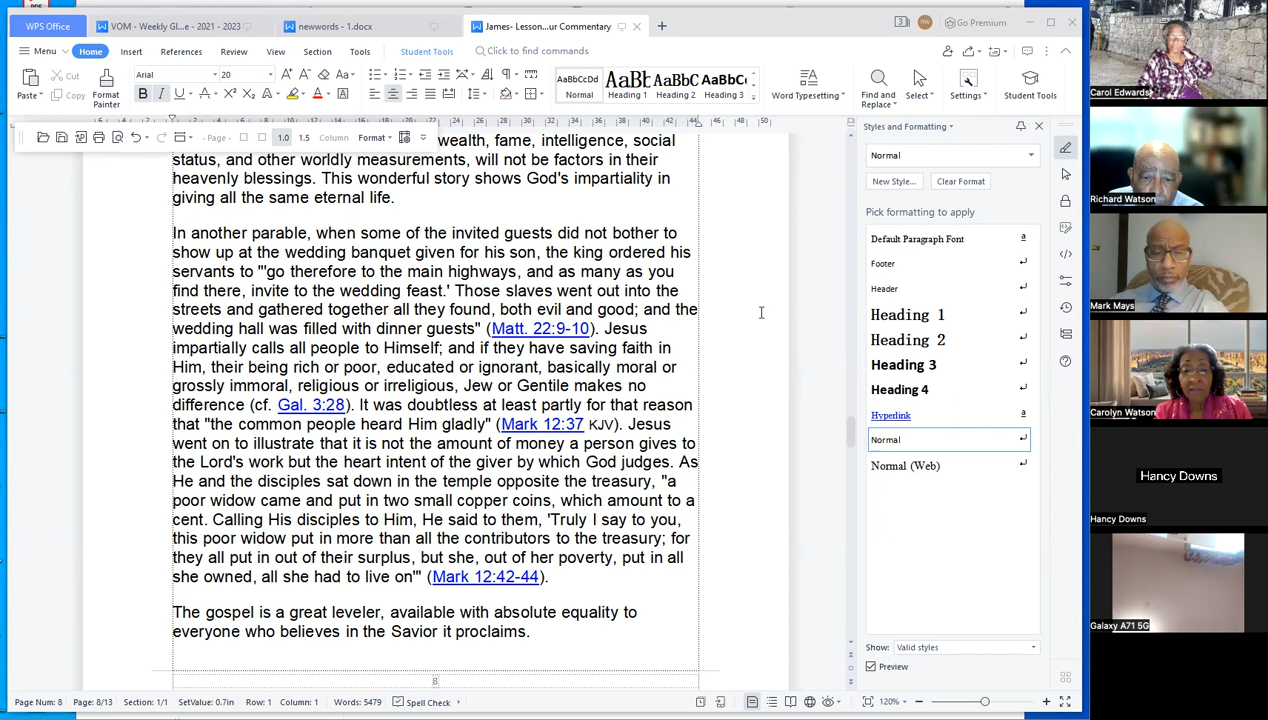 WPS Office
VOM - Weekly Gl...e - 2021 - 2023
newwords - 1.docx
James- Lesson...ur Commentary
Go Premium
Menu
Home
Insert
References
Review
View
Section
Tools
Student Tools
Click to find commands
Paste
Cut
Copy
Format Painter
Arial
20
AaBbCcDd
Normal
Heading 1
Heading 2
Heading 3
Word Typesetting
Find and Replace
Select
Settings
Student Tools
- Page -
1.0
1.5
Column
Format
wealth, fame, intelligence, social
status, and other worldly measurements, will not be factors in their
heavenly blessings. This wonderful story shows God's impartiality in
giving all the same eternal life.
In another parable, when some of the invited guests did not bother to
show up at the wedding banquet given for his son, the king ordered his
servants to "'go therefore to the main highways, and as many as you
find there, invite to the wedding feast.' Those slaves went out into the
streets and gathered together all they found, both evil and good; and the
wedding hall was filled with dinner guests" (Matt. 22:9-10). Jesus
impartially calls all people to Himself; and if they have saving faith in
Him, their being rich or poor, educated or ignorant, basically moral or
grossly immoral, religious or irreligious, Jew or Gentile makes no
difference (cf. Gal. 3:28). It was doubtless at least partly for that reason
that "the common people heard Him gladly" (Mark 12:37 KJV). Jesus
went on to illustrate that it is not the amount of money a person gives to
the Lord's work but the heart intent of the giver by which God judges. As
He and the disciples sat down in the temple opposite the treasury, "a
poor widow came and put in two small copper coins, which amount to a
cent. Calling His disciples to Him, He said to them, 'Truly I say to you,
this poor widow put in more than all the contributors to the treasury; for
they all put in out of their surplus, but she, out of her poverty, put in all
she owned, all she had to live on'" (Mark 12:42-44).
The gospel is a great leveler, available with absolute equality to
everyone who believes in the Savior it proclaims.
8
Styles and Formatting
Normal
New Style...
Clear Format
Pick formatting to apply
Default Paragraph Font
Footer
Header
Heading 1
Heading 2
Heading 3
Heading 4
Hyperlink
Normal
Normal (Web)
Show: Valid styles
Preview
Page Num: 8
Page: 8/13
Section: 1/1
SetValue: 0.7in
Row: 1
Column: 1
Words: 5479
Spell Check
120%
Carol Edwards
Richard Watson
Mark Mays
Carolyn Watson
Hancy Downs
Hancy Downs
Galaxy A71 5G